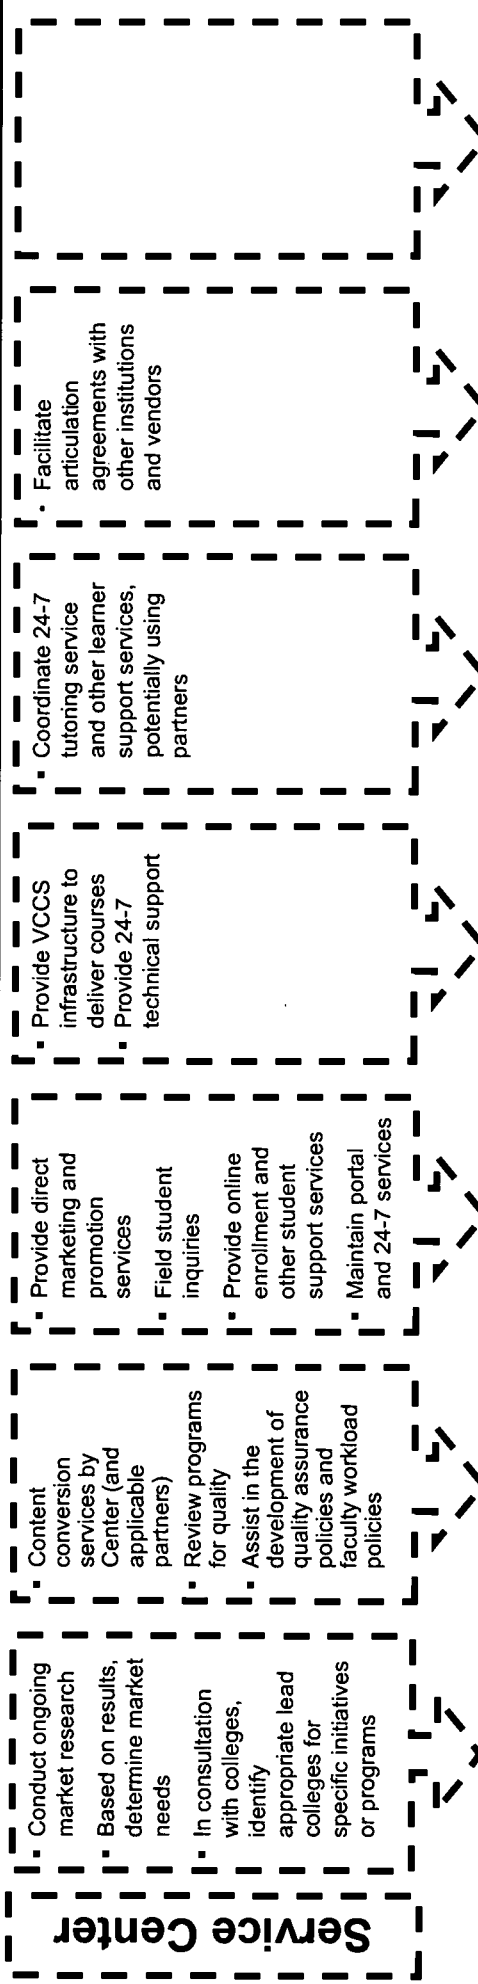 Service Center
· Conduct ongoing
market research
· Based on results,
determine market
needs
· In consultation
with colleges,
identify
appropriate lead
colleges for
specific initiatives
or programs
· Content
conversion
services by
Center (and
applicable
partners)
· Review programs
for quality
· Assist in the
development of
quality assurance
policies and
faculty workload
policies
· Provide direct
marketing and
promotion
services
· Field student
inquiries
· Provide online
enrollment and
other student
support services
· Maintain portal
and 24-7 services
· Provide VCCS
infrastructure to
deliver courses
· Provide 24-7
technical support
· Coordinate 24-7
tutoring service
and other learner
support services,
potentially using
partners
· Facilitate
articulation
agreements with
other institutions
and vendors